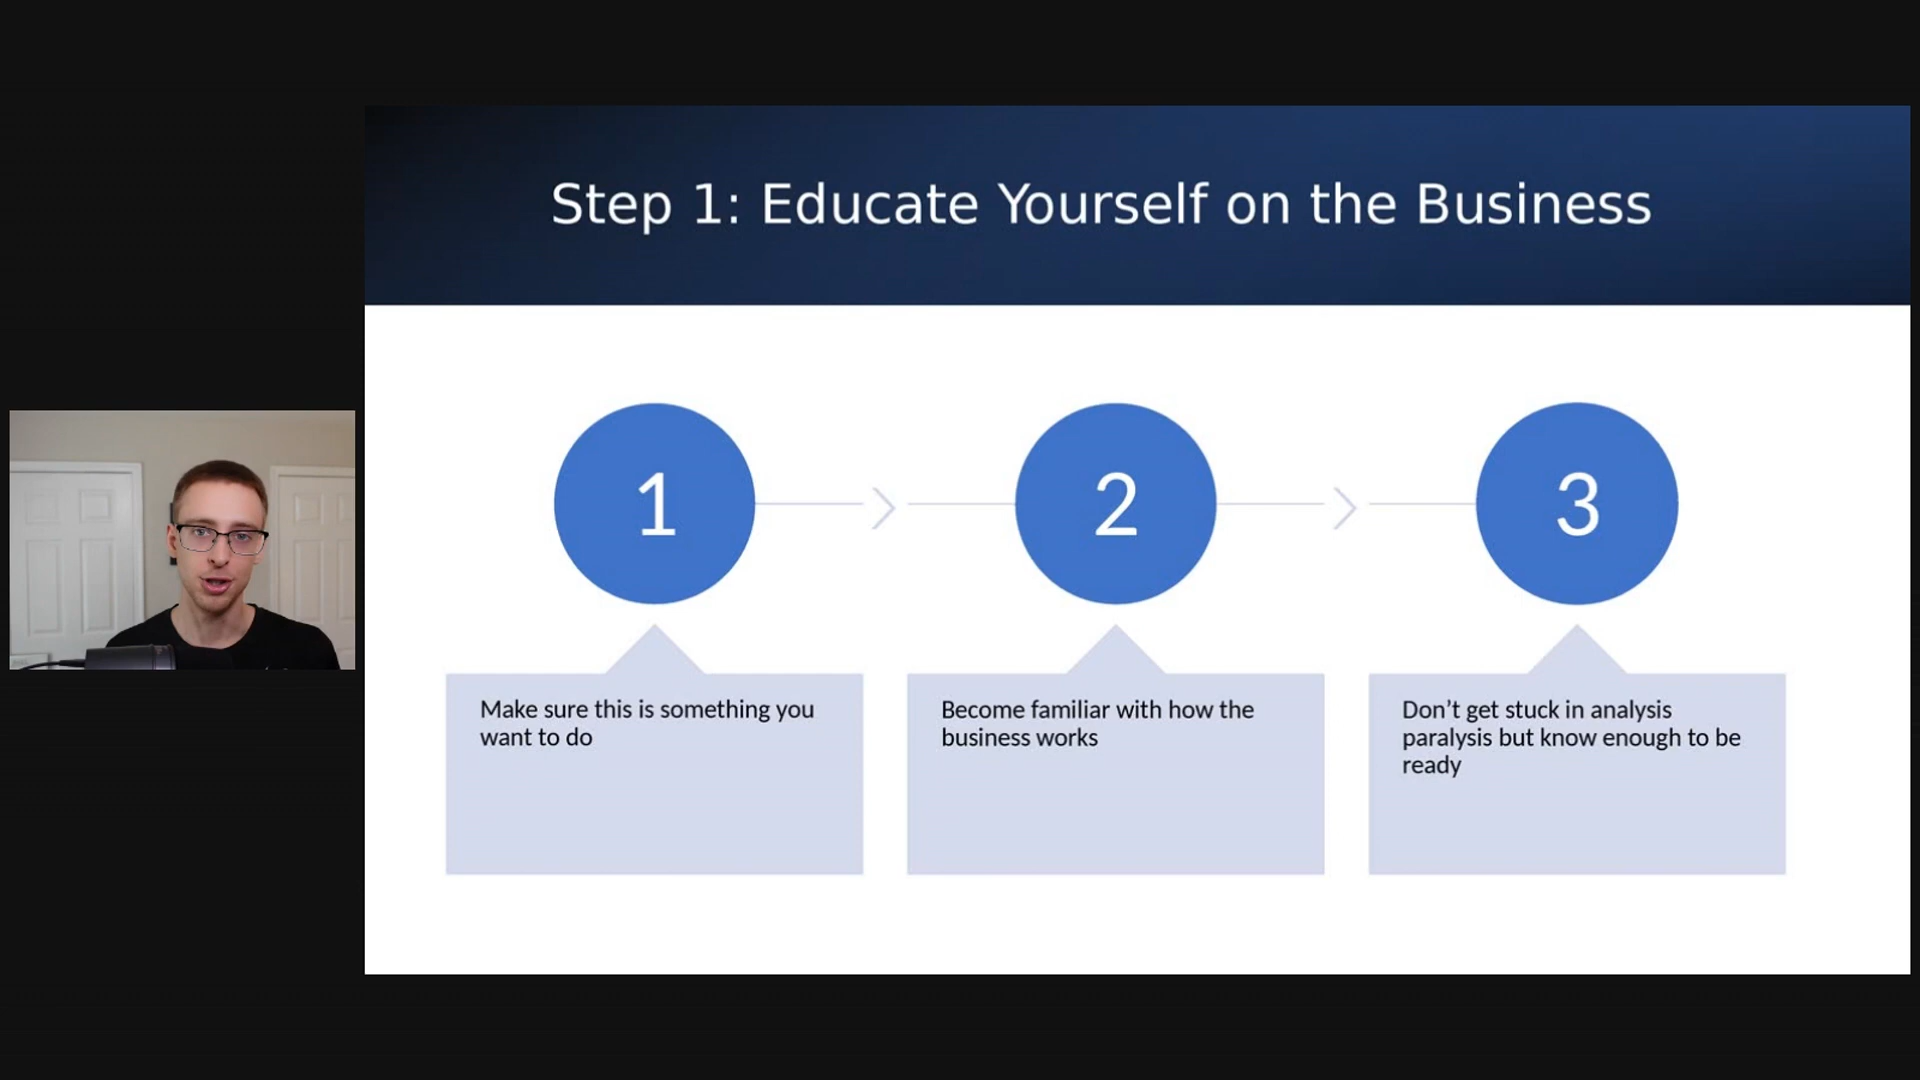 Step 1: Educate Yourself on the Business
1
2
3
Make sure this is something you
want to do
Become familiar with how the
business works
Don’t get stuck in analysis
paralysis but know enough to be
ready